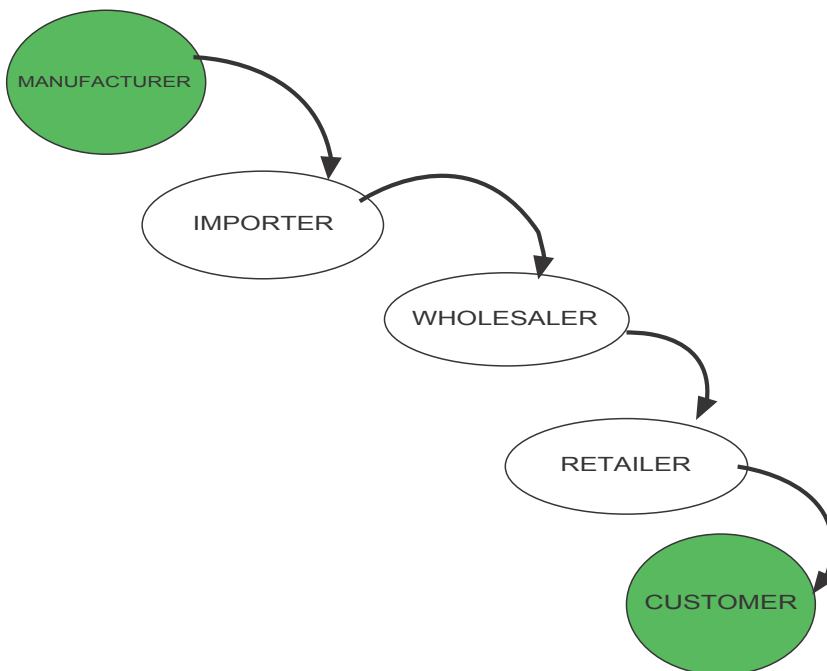 MANUFACTURER
IMPORTER
WHOLESALER
RETAILER
CUSTOMER